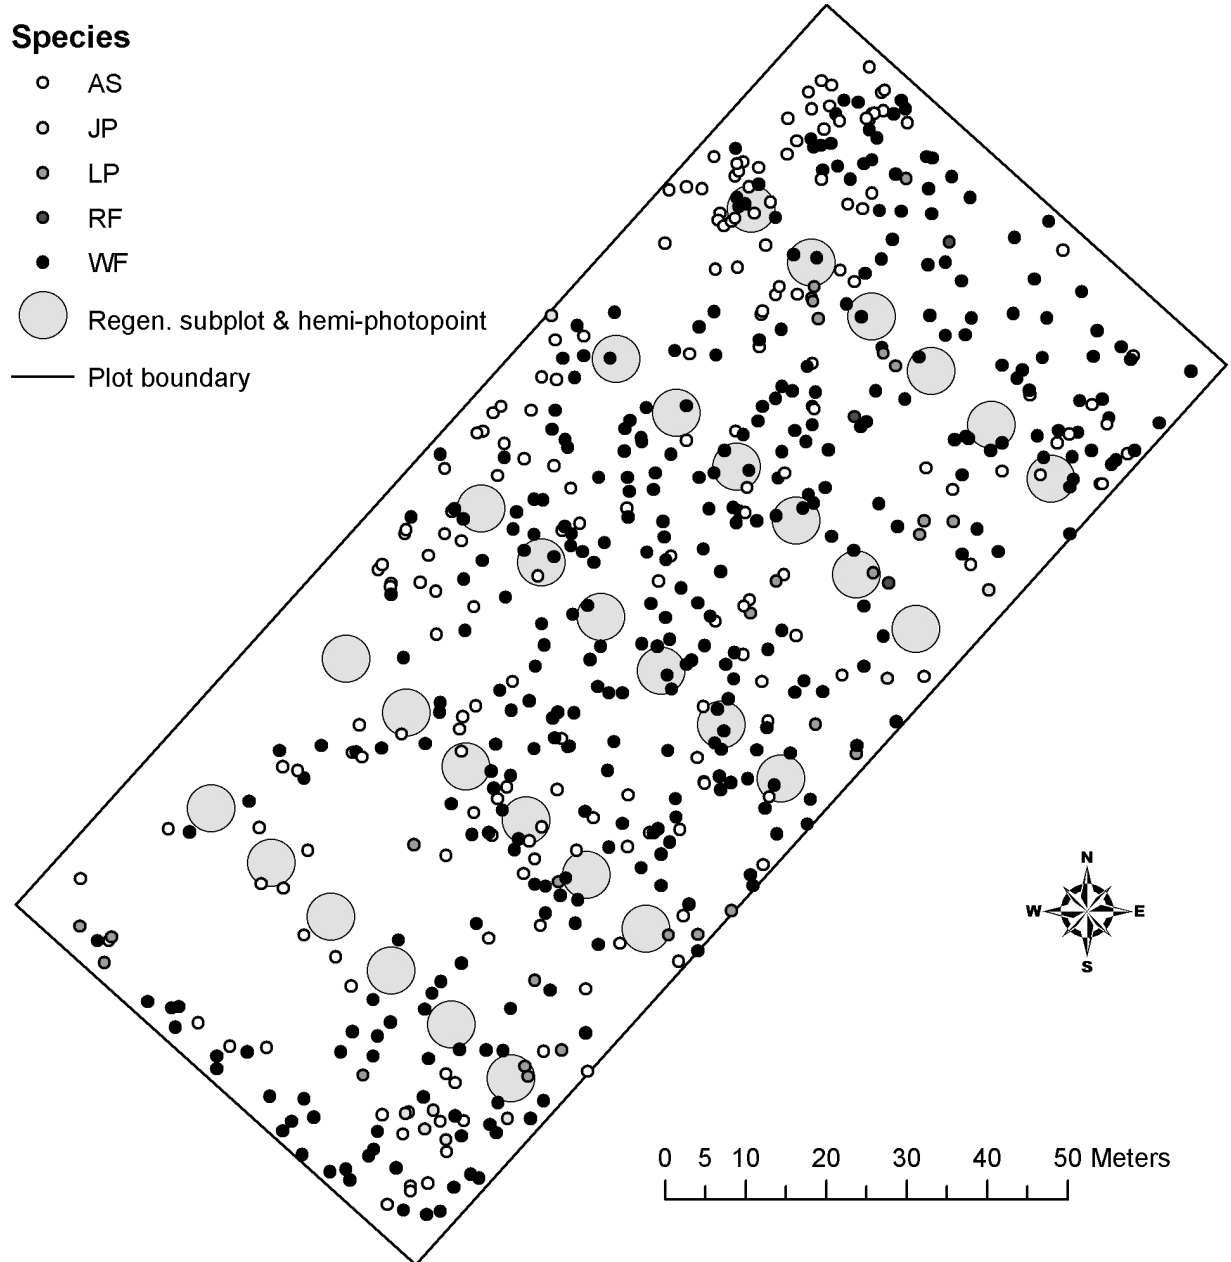 Species
AS
JP
LP
RF
WF
Regen. subplot & hemi-photopoint
Plot boundary
N
W E
S
0 5 10 20 30 40 50 Meters